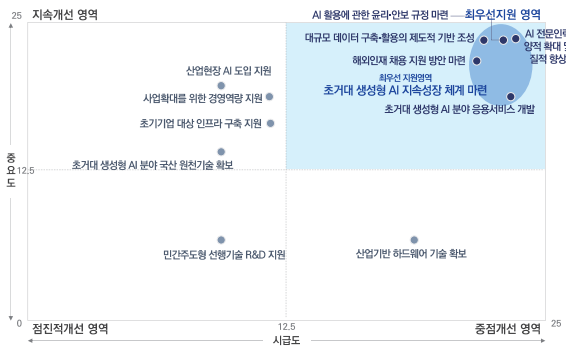 25
지속개선 영역
AI 활용에 관한 윤리·안보 규정 마련
최우선지원 영역
대규모 데이터 구축·활용의 제도적 기반 조성
AI 전문인력
양적 확대 및
질적 향상
해외인재 채용 지원 방안 마련
산업현장 AI 도입 지원
최우선 지원영역
초거대 생성형 AI 지속성장 체계 마련
사업확대를 위한 경영역량 지원
초거대 생성형 AI 분야 응용서비스 개발
초기기업 대상 인프라 구축 지원
중요도
12.5
초거대 생성형 AI 분야 국산 원천기술 확보
민간주도형 선행기술 R&D 지원
산업기반 하드웨어 기술 확보
0
점진적개선 영역
12.5
중점개선 영역
25
시급도